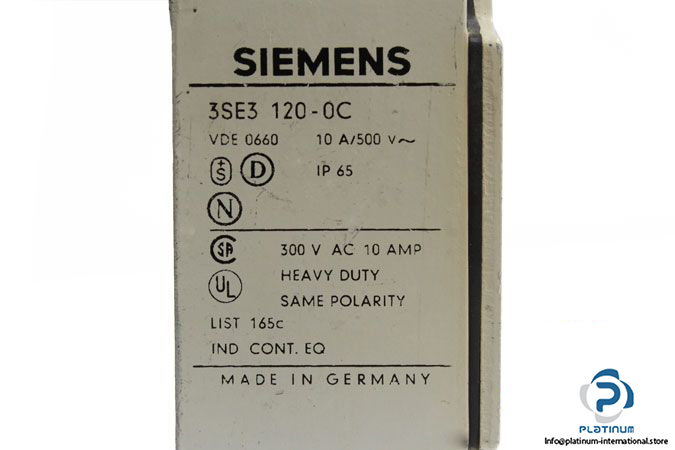 SIEMENS
3SE3 120-0C
VDE 0660 10 A/500 V~
+S D IP 65
N
SA 300 V AC 10 AMP
UL HEAVY DUTY
SAME POLARITY
LIST 165c
IND CONT. EQ
MADE IN GERMANY
PLATINUM
Info@platinum-international.store